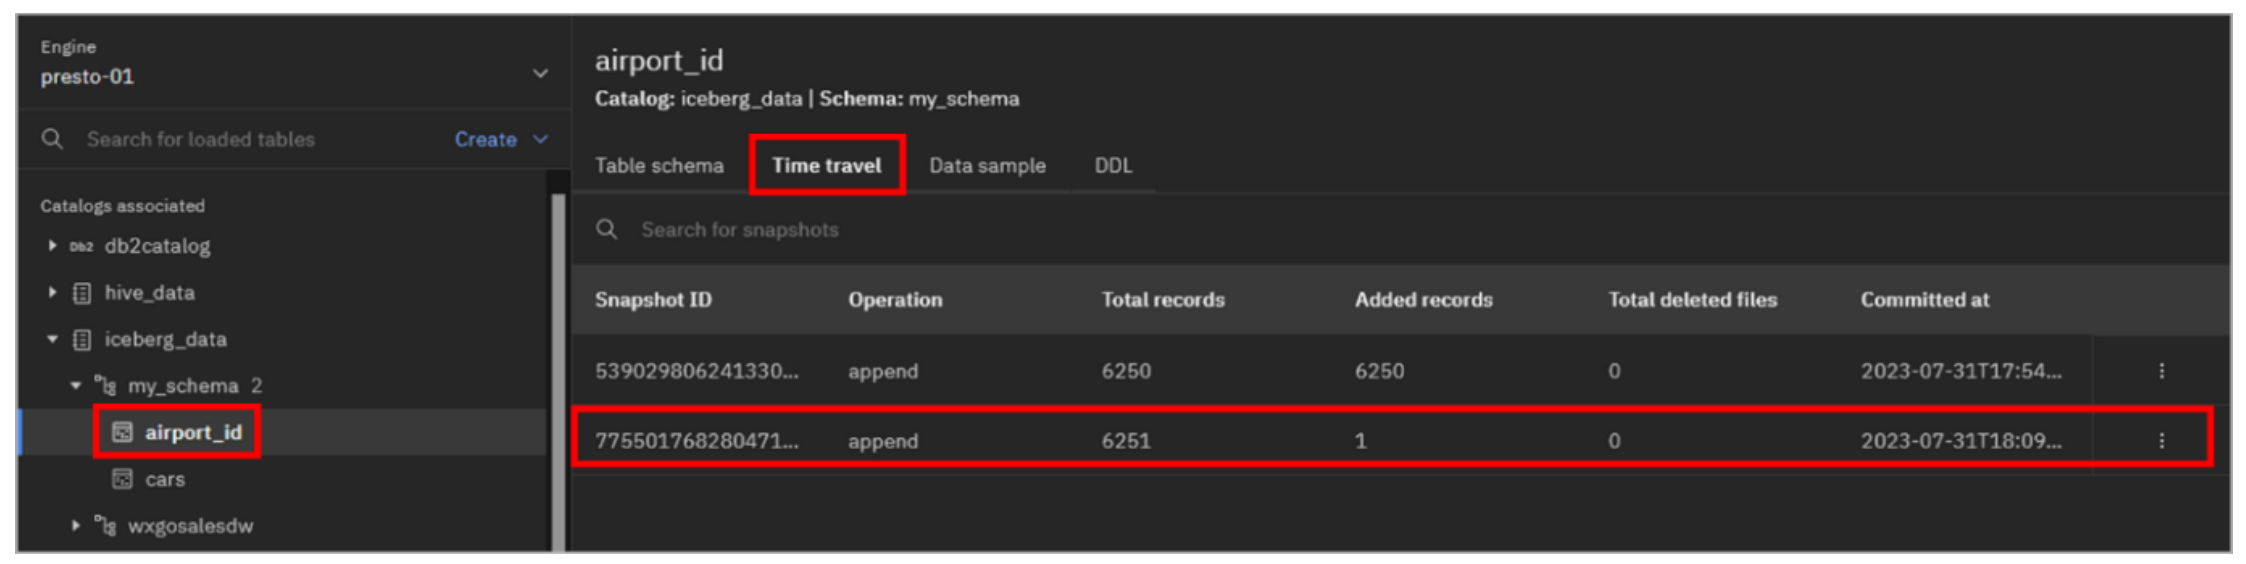 Engine
presto-01
Search for loaded tables Create
Catalogs associated
Db2 db2catalog
hive_data
iceberg_data
my_schema 2
airport_id
cars
wxgosalesdw
airport_id
Catalog: iceberg_data | Schema: my_schema
Table schema Time travel Data sample DDL
Search for snapshots
Snapshot ID Operation Total records Added records Total deleted files Committed at
539029806241330... append 6250 6250 0 2023-07-31T17:54...
775501768280471... append 6251 1 0 2023-07-31T18:09...